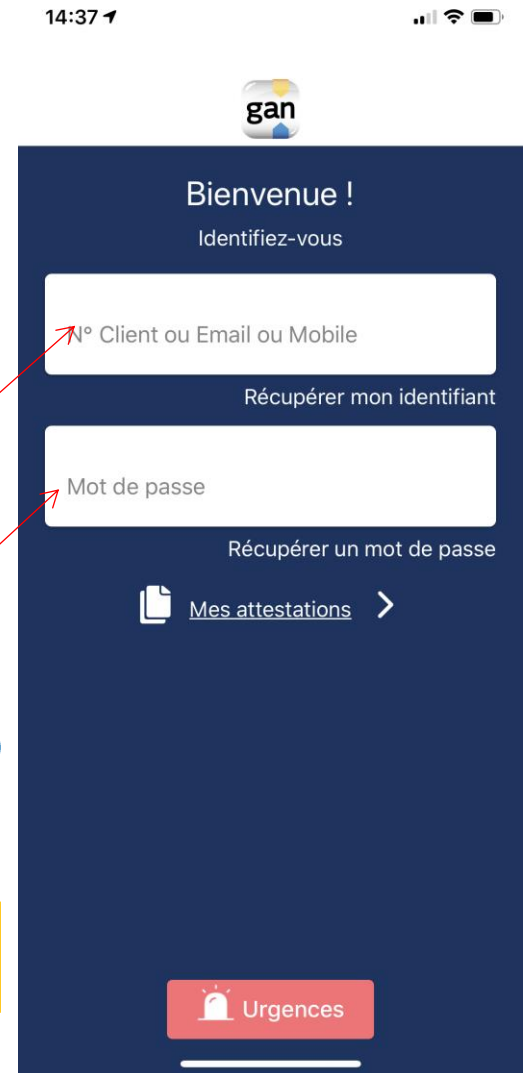 14:37
gan
Bienvenue !
Identifiez-vous
N° Client ou Email ou Mobile
Récupérer mon identifiant
Mot de passe
Récupérer un mot de passe
Mes attestations
Urgences